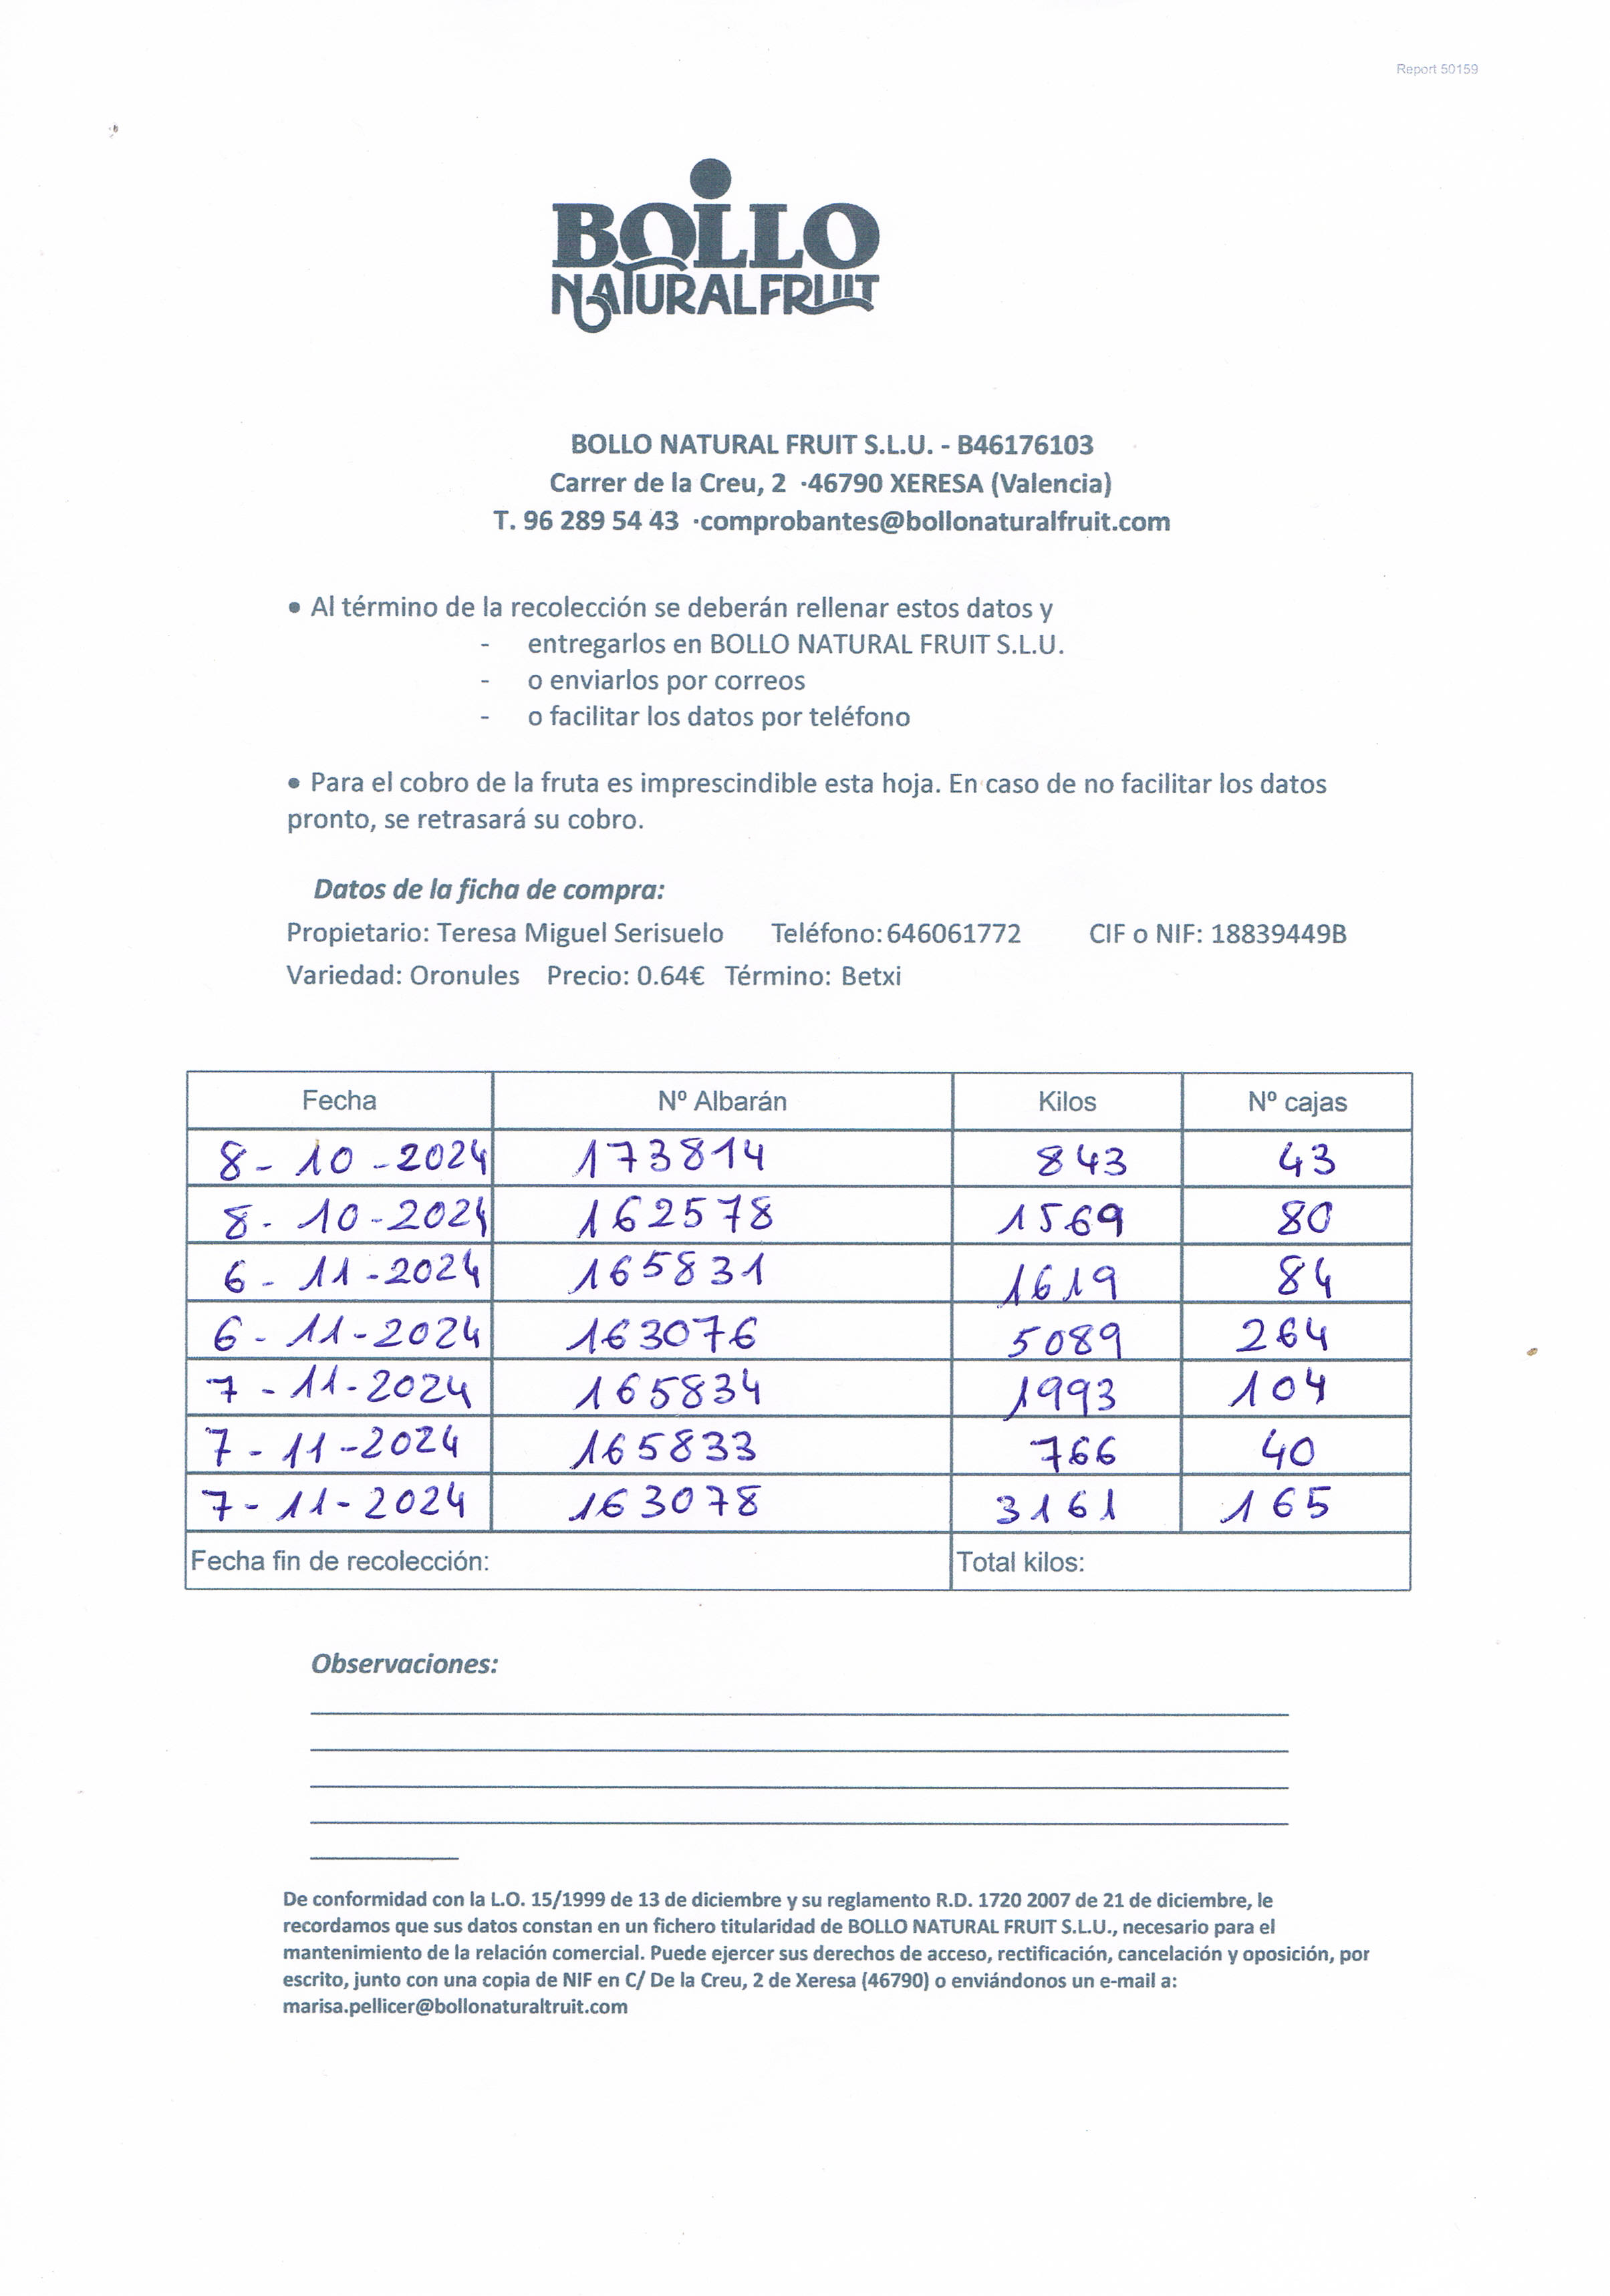 Report 50159
BOLLO
NATURALFRUIT
BOLLO NATURAL FRUIT S.L.U. - B46176103
Carrer de la Creu, 2 ·46790 XERESA (Valencia)
T. 96 289 54 43 ·comprobantes@bollonaturalfruit.com
• Al término de la recolección se deberán rellenar estos datos y
- entregarlos en BOLLO NATURAL FRUIT S.L.U.
- o enviarlos por correos
- o facilitar los datos por teléfono
• Para el cobro de la fruta es imprescindible esta hoja. En caso de no facilitar los datos
pronto, se retrasará su cobro.
Datos de la ficha de compra:
Propietario: Teresa Miguel Serisuelo Teléfono: 646061772 CIF o NIF: 18839449B
Variedad: Oronules Precio: 0.64€ Término: Betxi
Fecha Nº Albarán Kilos Nº cajas
8- 10 -2024 173814 843 43
8- 10-2024 162578 1569 80
6 - 11-2024 165831 1619 84
6 - 11-2024 163076 5089 264
7 - 11-2024 165834 1993 104
7 - 11-2024 165833 766 40
7 - 11-2024 163078 3161 165
Fecha fin de recolección: Total kilos:
Observaciones:
De conformidad con la L.O. 15/1999 de 13 de diciembre y su reglamento R.D. 1720 2007 de 21 de diciembre, le
recordamos que sus datos constan en un fichero titularidad de BOLLO NATURAL FRUIT S.L.U., necesario para el
mantenimiento de la relación comercial. Puede ejercer sus derechos de acceso, rectificación, cancelación y oposición, por
escrito, junto con una copia de NIF en C/ De la Creu, 2 de Xeresa (46790) o enviándonos un e-mail a:
marisa.pellicer@bollonaturaltruit.com